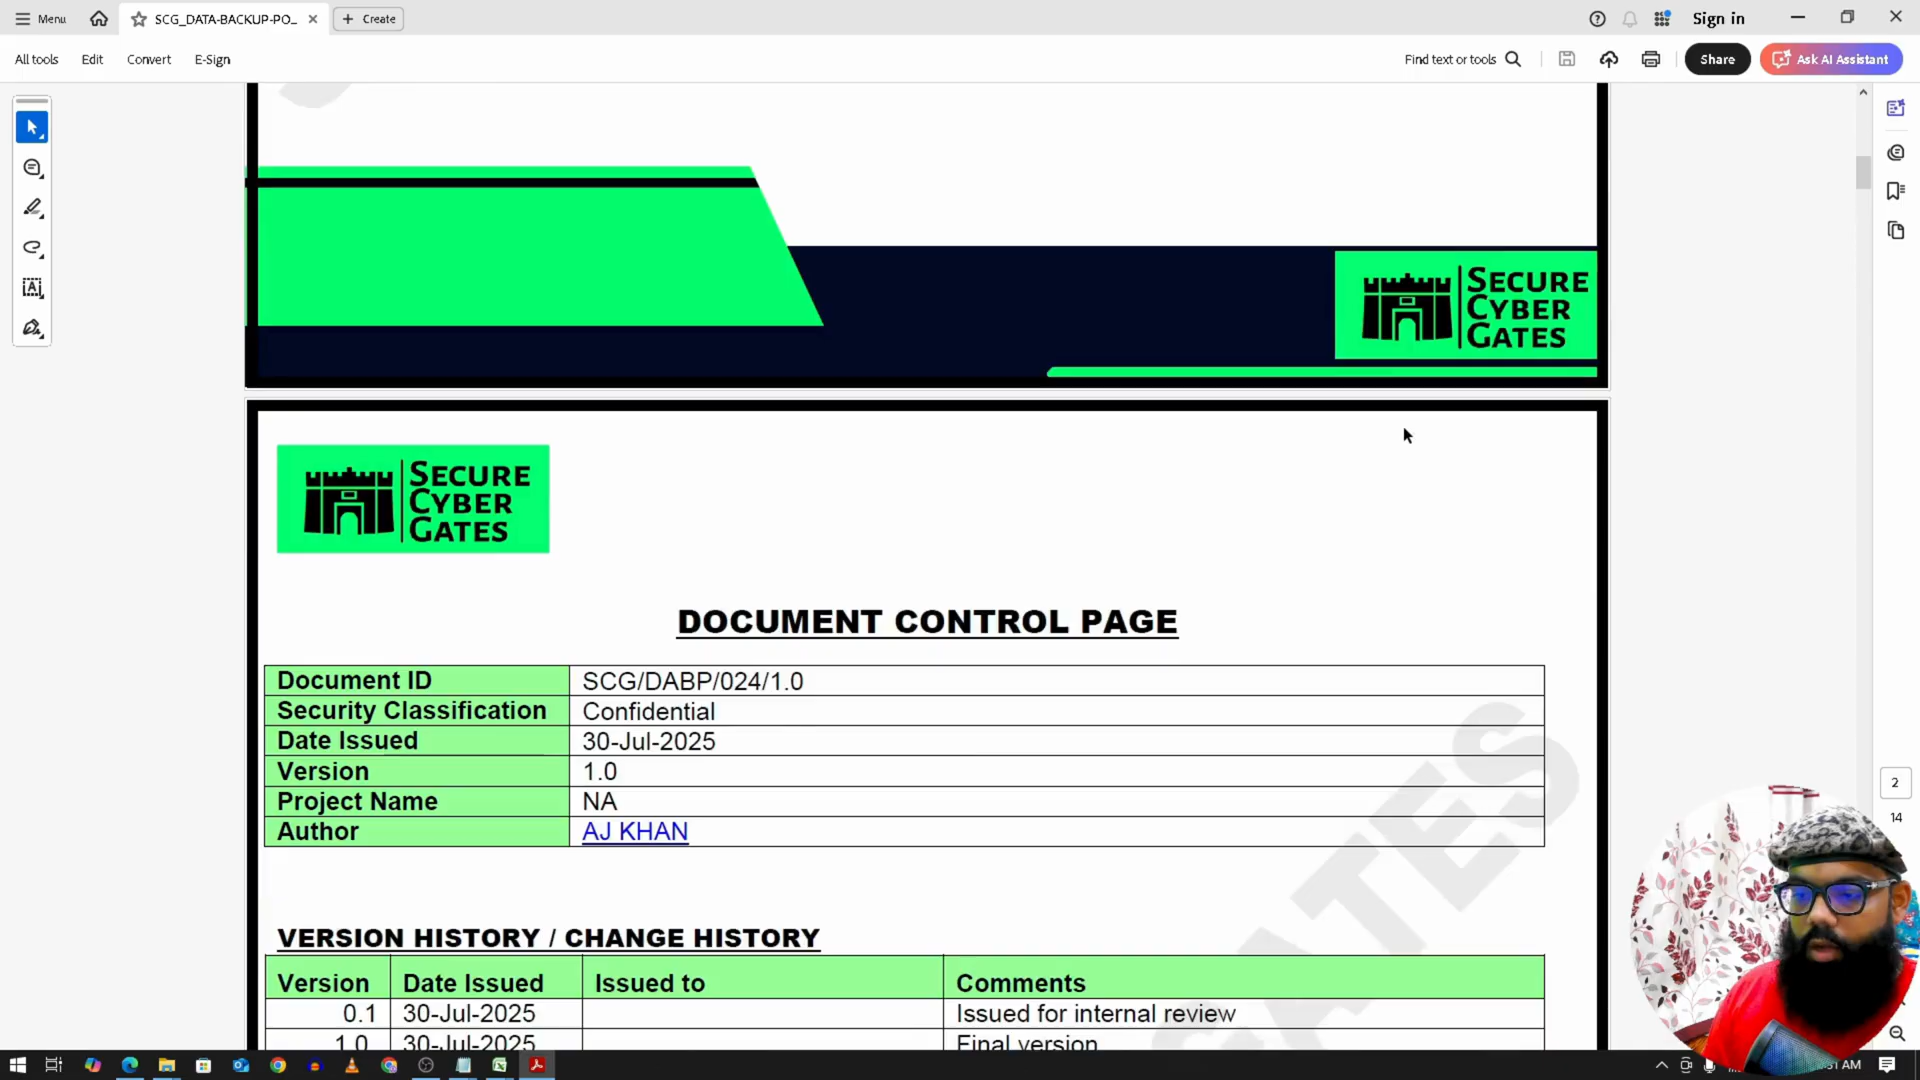 Menu
SCG_DATA-BACKUP-PO...
Create
Sign in
All tools
Edit
Convert
E-Sign
Find text or tools
Share
Ask AI Assistant
SECURE
CYBER
GATES
SECURE
CYBER
GATES
DOCUMENT CONTROL PAGE
Document ID SCG/DABP/024/1.0
Security Classification Confidential
Date Issued 30-Jul-2025
Version 1.0
Project Name NA
Author AJ KHAN
GATES
VERSION HISTORY / CHANGE HISTORY
Version Date Issued Issued to Comments
0.1 30-Jul-2025 Issued for internal review
1.0 30-Jul-2025 Final version
2
14
AM